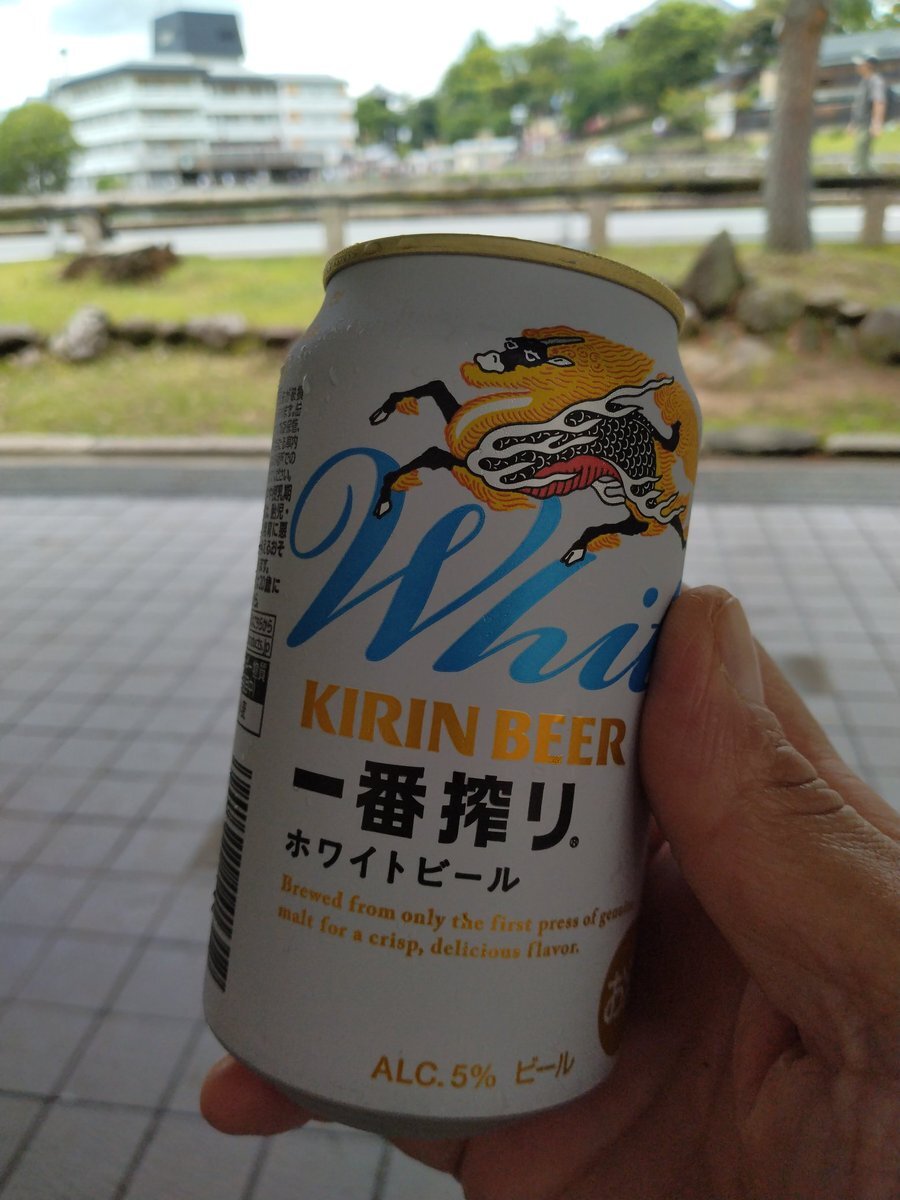 Whit
KIRIN BEER
一番搾り®
ホワイトビール
Brewed from only the first press of
malt for a crisp, delicious flavor.
ALC.5% ビール
お